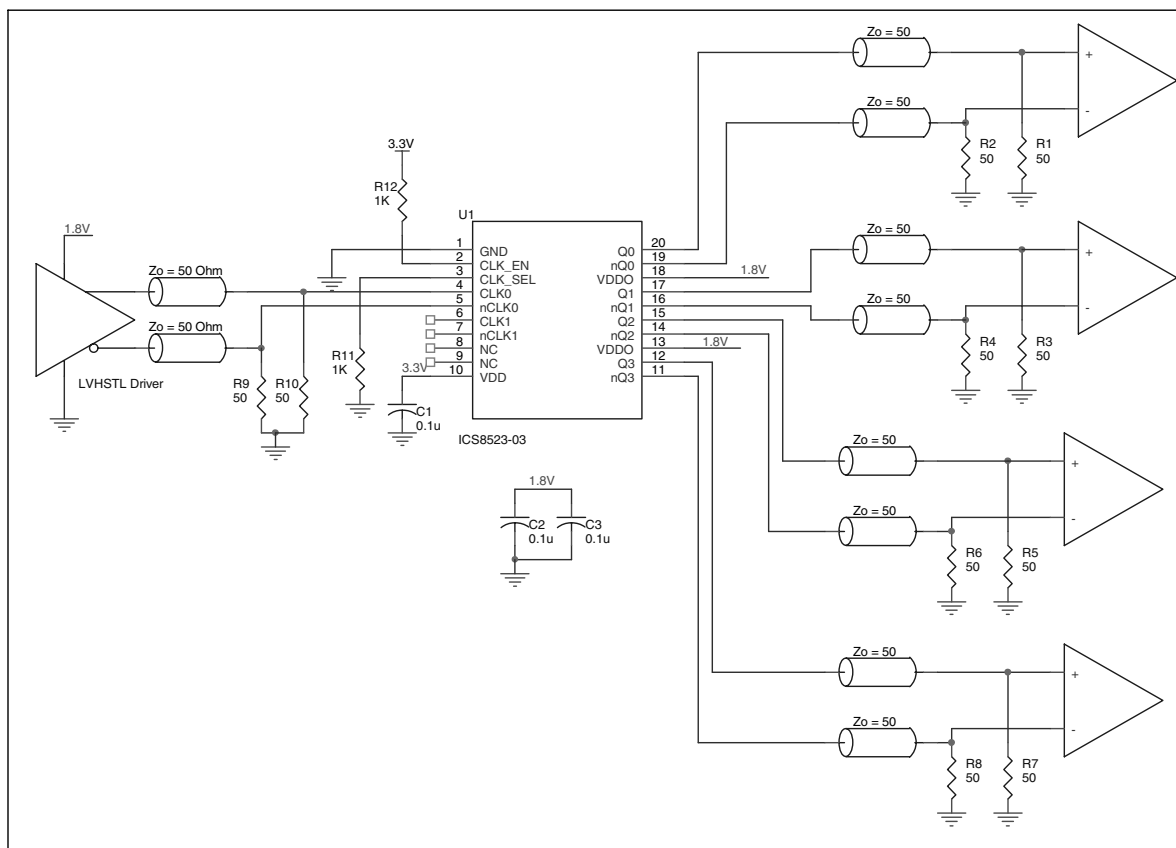 Zo = 50
+
Zo = 50
-
R2
50
R1
50
3.3V
R12
1K
U1
1.8V
Zo = 50 Ohm
Zo = 50 Ohm
LVHSTL Driver
R9
50
R10
50
R11
1K
3.3V
C1
0.1u
1
GND
2
CLK_EN
3
CLK_SEL
4
CLK0
5
nCLK0
6
CLK1
7
nCLK1
8
NC
9
NC
10
VDD
Q0
20
nQ0
19
VDDO
18
1.8V
Q1
17
nQ1
16
Q2
15
nQ2
14
VDDO
13
1.8V
Q3
12
nQ3
11
ICS8523-03
Zo = 50
+
Zo = 50
-
R4
50
R3
50
1.8V
C2
0.1u
C3
0.1u
Zo = 50
+
Zo = 50
-
R6
50
R5
50
Zo = 50
+
Zo = 50
-
R8
50
R7
50